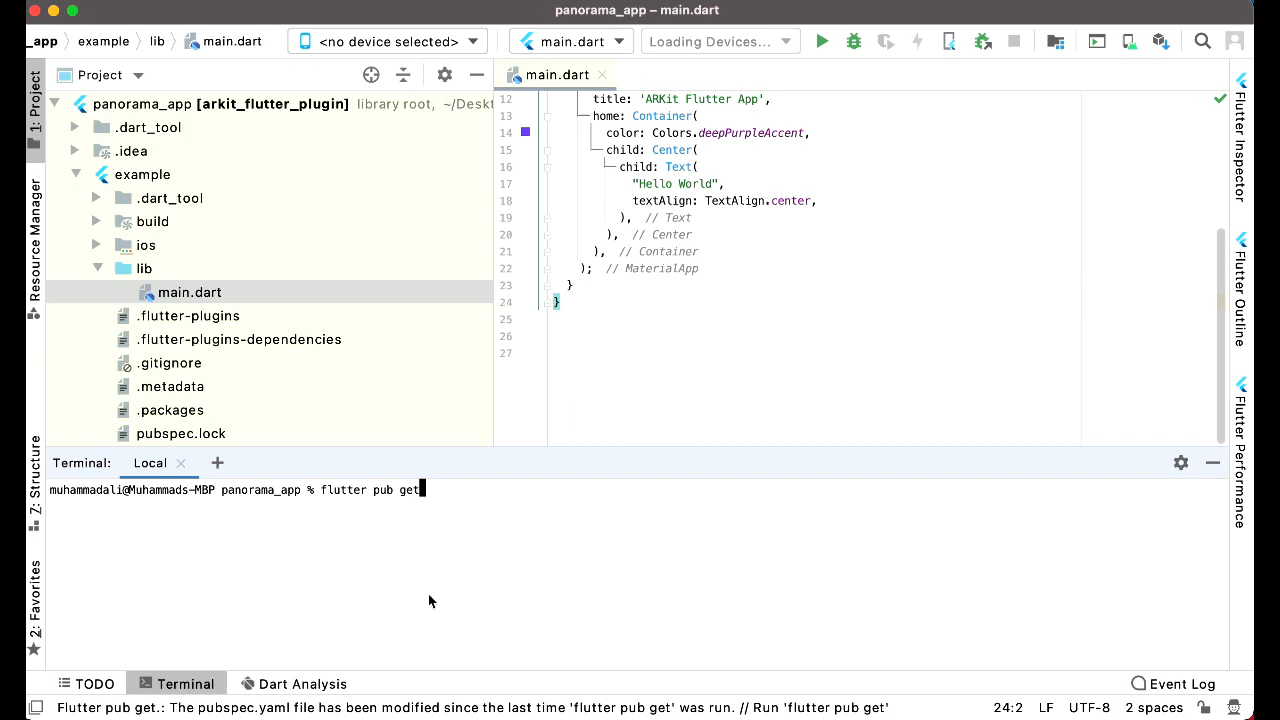 panorama_app – main.dart
_app
example
lib
main.dart
<no device selected>
main.dart
Loading Devices...
1: Project
Resource Manager
7: Structure
2: Favorites
Project
panorama_app [arkit_flutter_plugin] library root, ~/Deskt
.dart_tool
.idea
example
.dart_tool
build
ios
lib
main.dart
.flutter-plugins
.flutter-plugins-dependencies
.gitignore
.metadata
.packages
pubspec.lock
main.dart
12 title: 'ARKit Flutter App',
13 home: Container(
14 color: Colors.deepPurpleAccent,
15 child: Center(
16 child: Text(
17 "Hello World",
18 textAlign: TextAlign.center,
19 ), // Text
20 ), // Center
21 ), // Container
22 ); // MaterialApp
23 }
24 }
25
26
27
Flutter Inspector
Flutter Outline
Flutter Performance
Terminal: Local
muhammadali@Muhammads-MBP panorama_app % flutter pub get
TODO
Terminal
Dart Analysis
Event Log
Flutter pub get.: The pubspec.yaml file has been modified since the last time 'flutter pub get' was run. // Run 'flutter pub get'
24:2 LF UTF-8 2 spaces